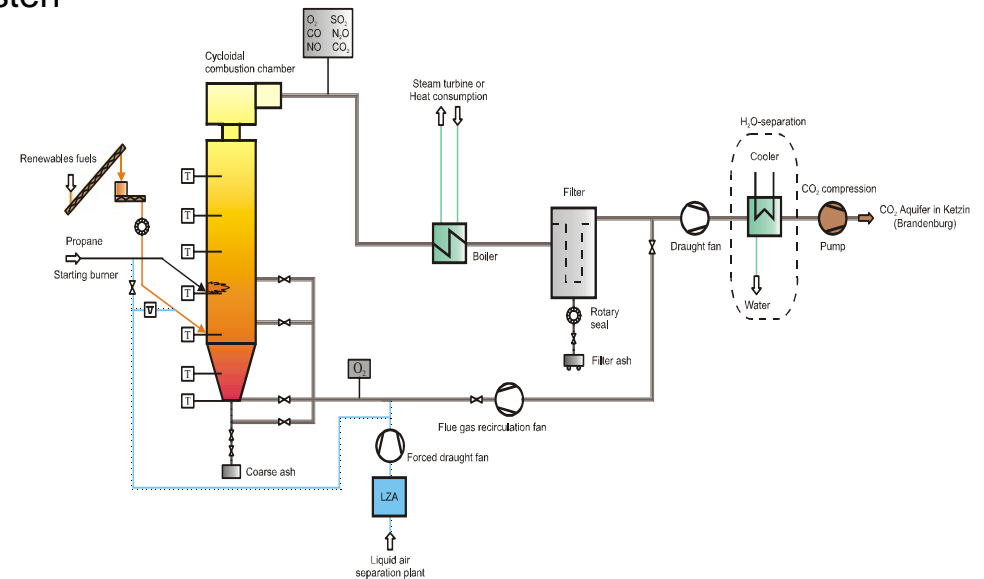 sten
O₂ SO₂
CO N₂O
NO CO₂
Cycloidal
combustion chamber
Steam turbine or
Heat consumption
H₂O-separation
Renewables fuels
Cooler
Filter
CO₂ compression
CO₂ Aquifer in Ketzin
(Brandenburg)
Propane
Starting burner
Boiler
Draught fan
Pump
Water
Rotary
seal
Filter ash
T
T
T
T
T
T
T
O₂
Flue gas recirculation fan
Forced draught fan
Coarse ash
LZA
Liquid air
separation plant